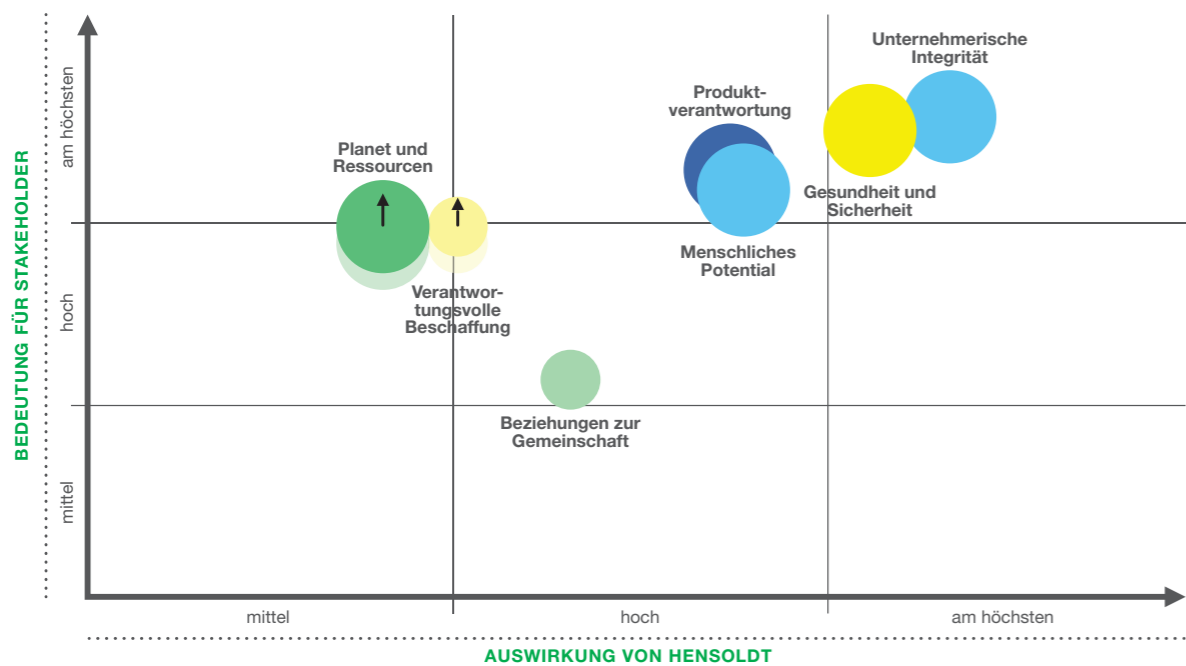 BEDEUTUNG FÜR STAKEHOLDER
am höchsten
hoch
mittel
Unternehmerische
Integrität
Produkt-
verantwortung
Planet und
Ressourcen
Gesundheit und
Sicherheit
Menschliches
Potential
Verantwor-
tungsvolle
Beschaffung
Beziehungen zur
Gemeinschaft
mittel
hoch
am höchsten
AUSWIRKUNG VON HENSOLDT